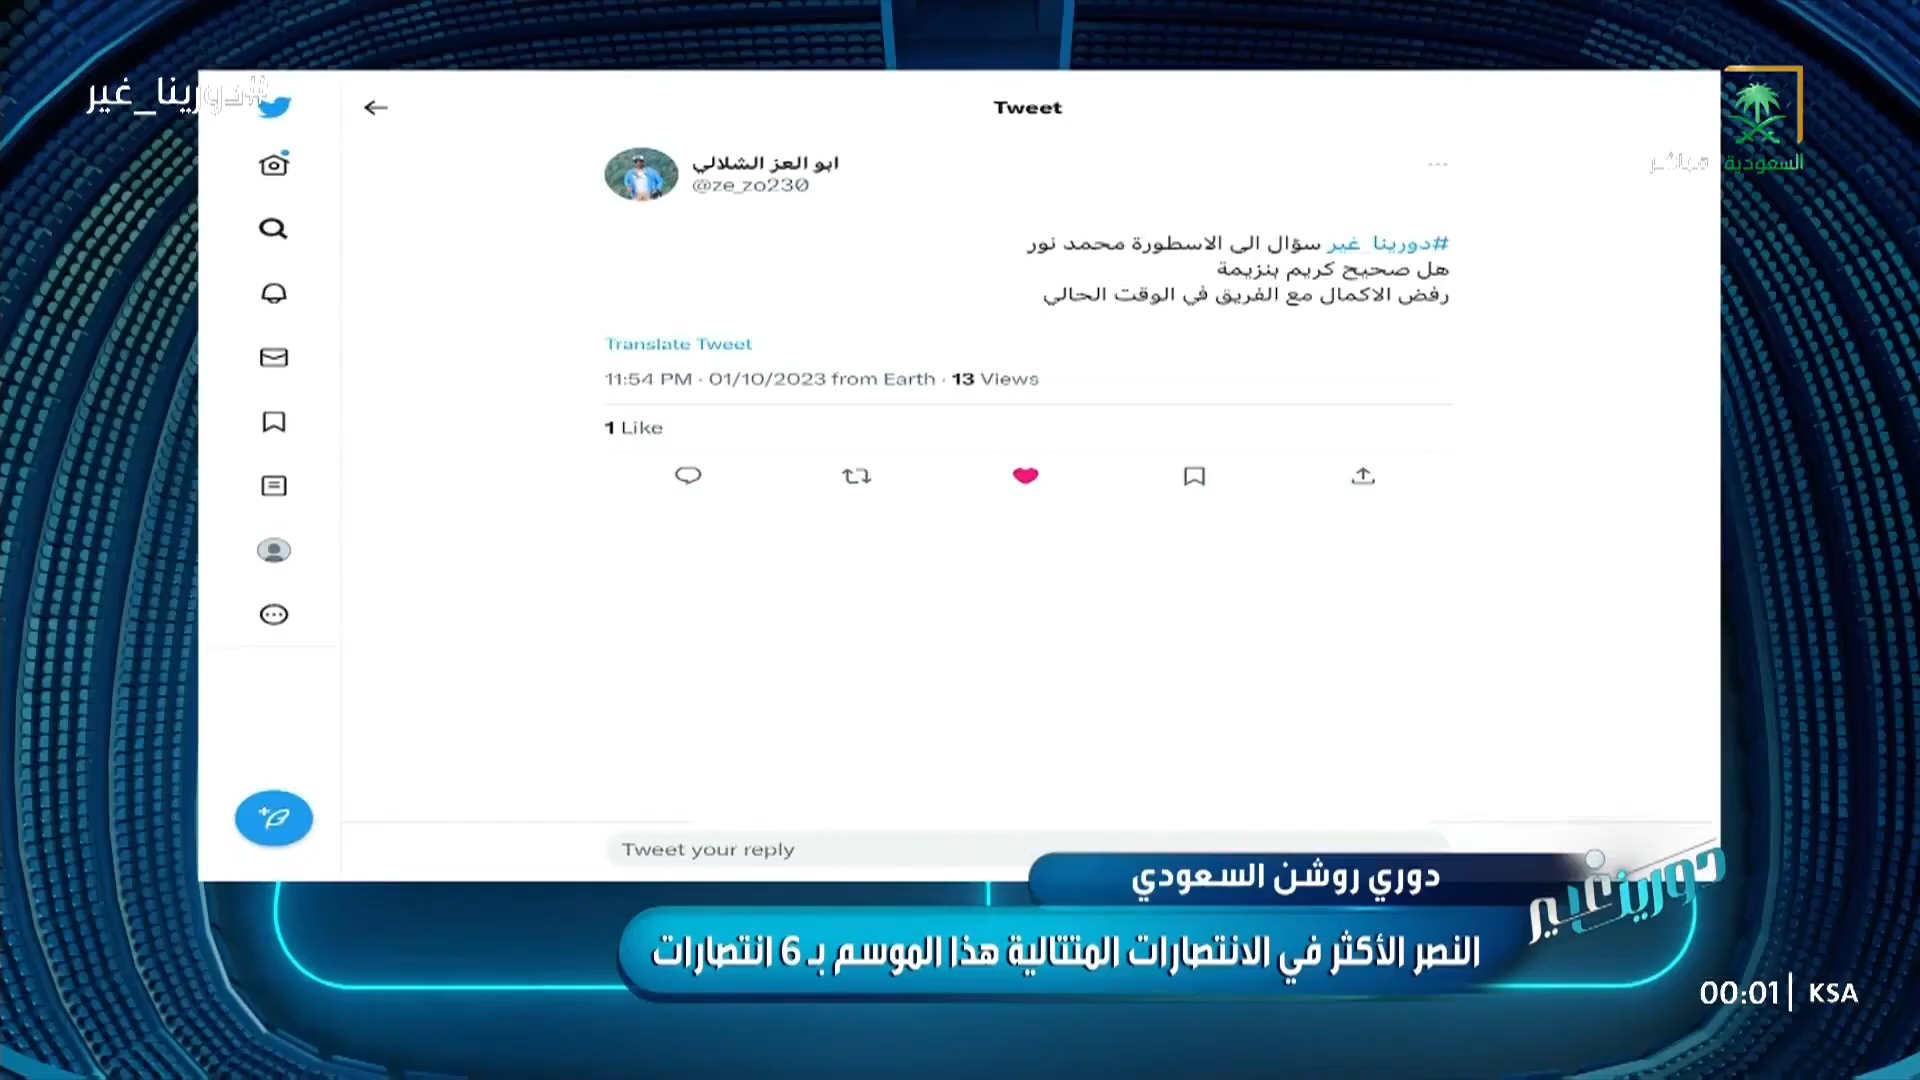 #دورينا_غير
السعودية
مباشر
Tweet
ابو العز الشلالي
@ze_zo230
#دورينا_غير سؤال الى الاسطورة محمد نور
هل صحيح كريم بنزيمة
رفض الاكمال مع الفريق في الوقت الحالي
Translate Tweet
11:54 PM · 01/10/2023 from Earth · 13 Views
1 Like
Tweet your reply
دوري روشن السعودي
دورينا غير
النصر الأكثر في الانتصارات المتتالية هذا الموسم بـ 6 انتصارات
00:01 | KSA